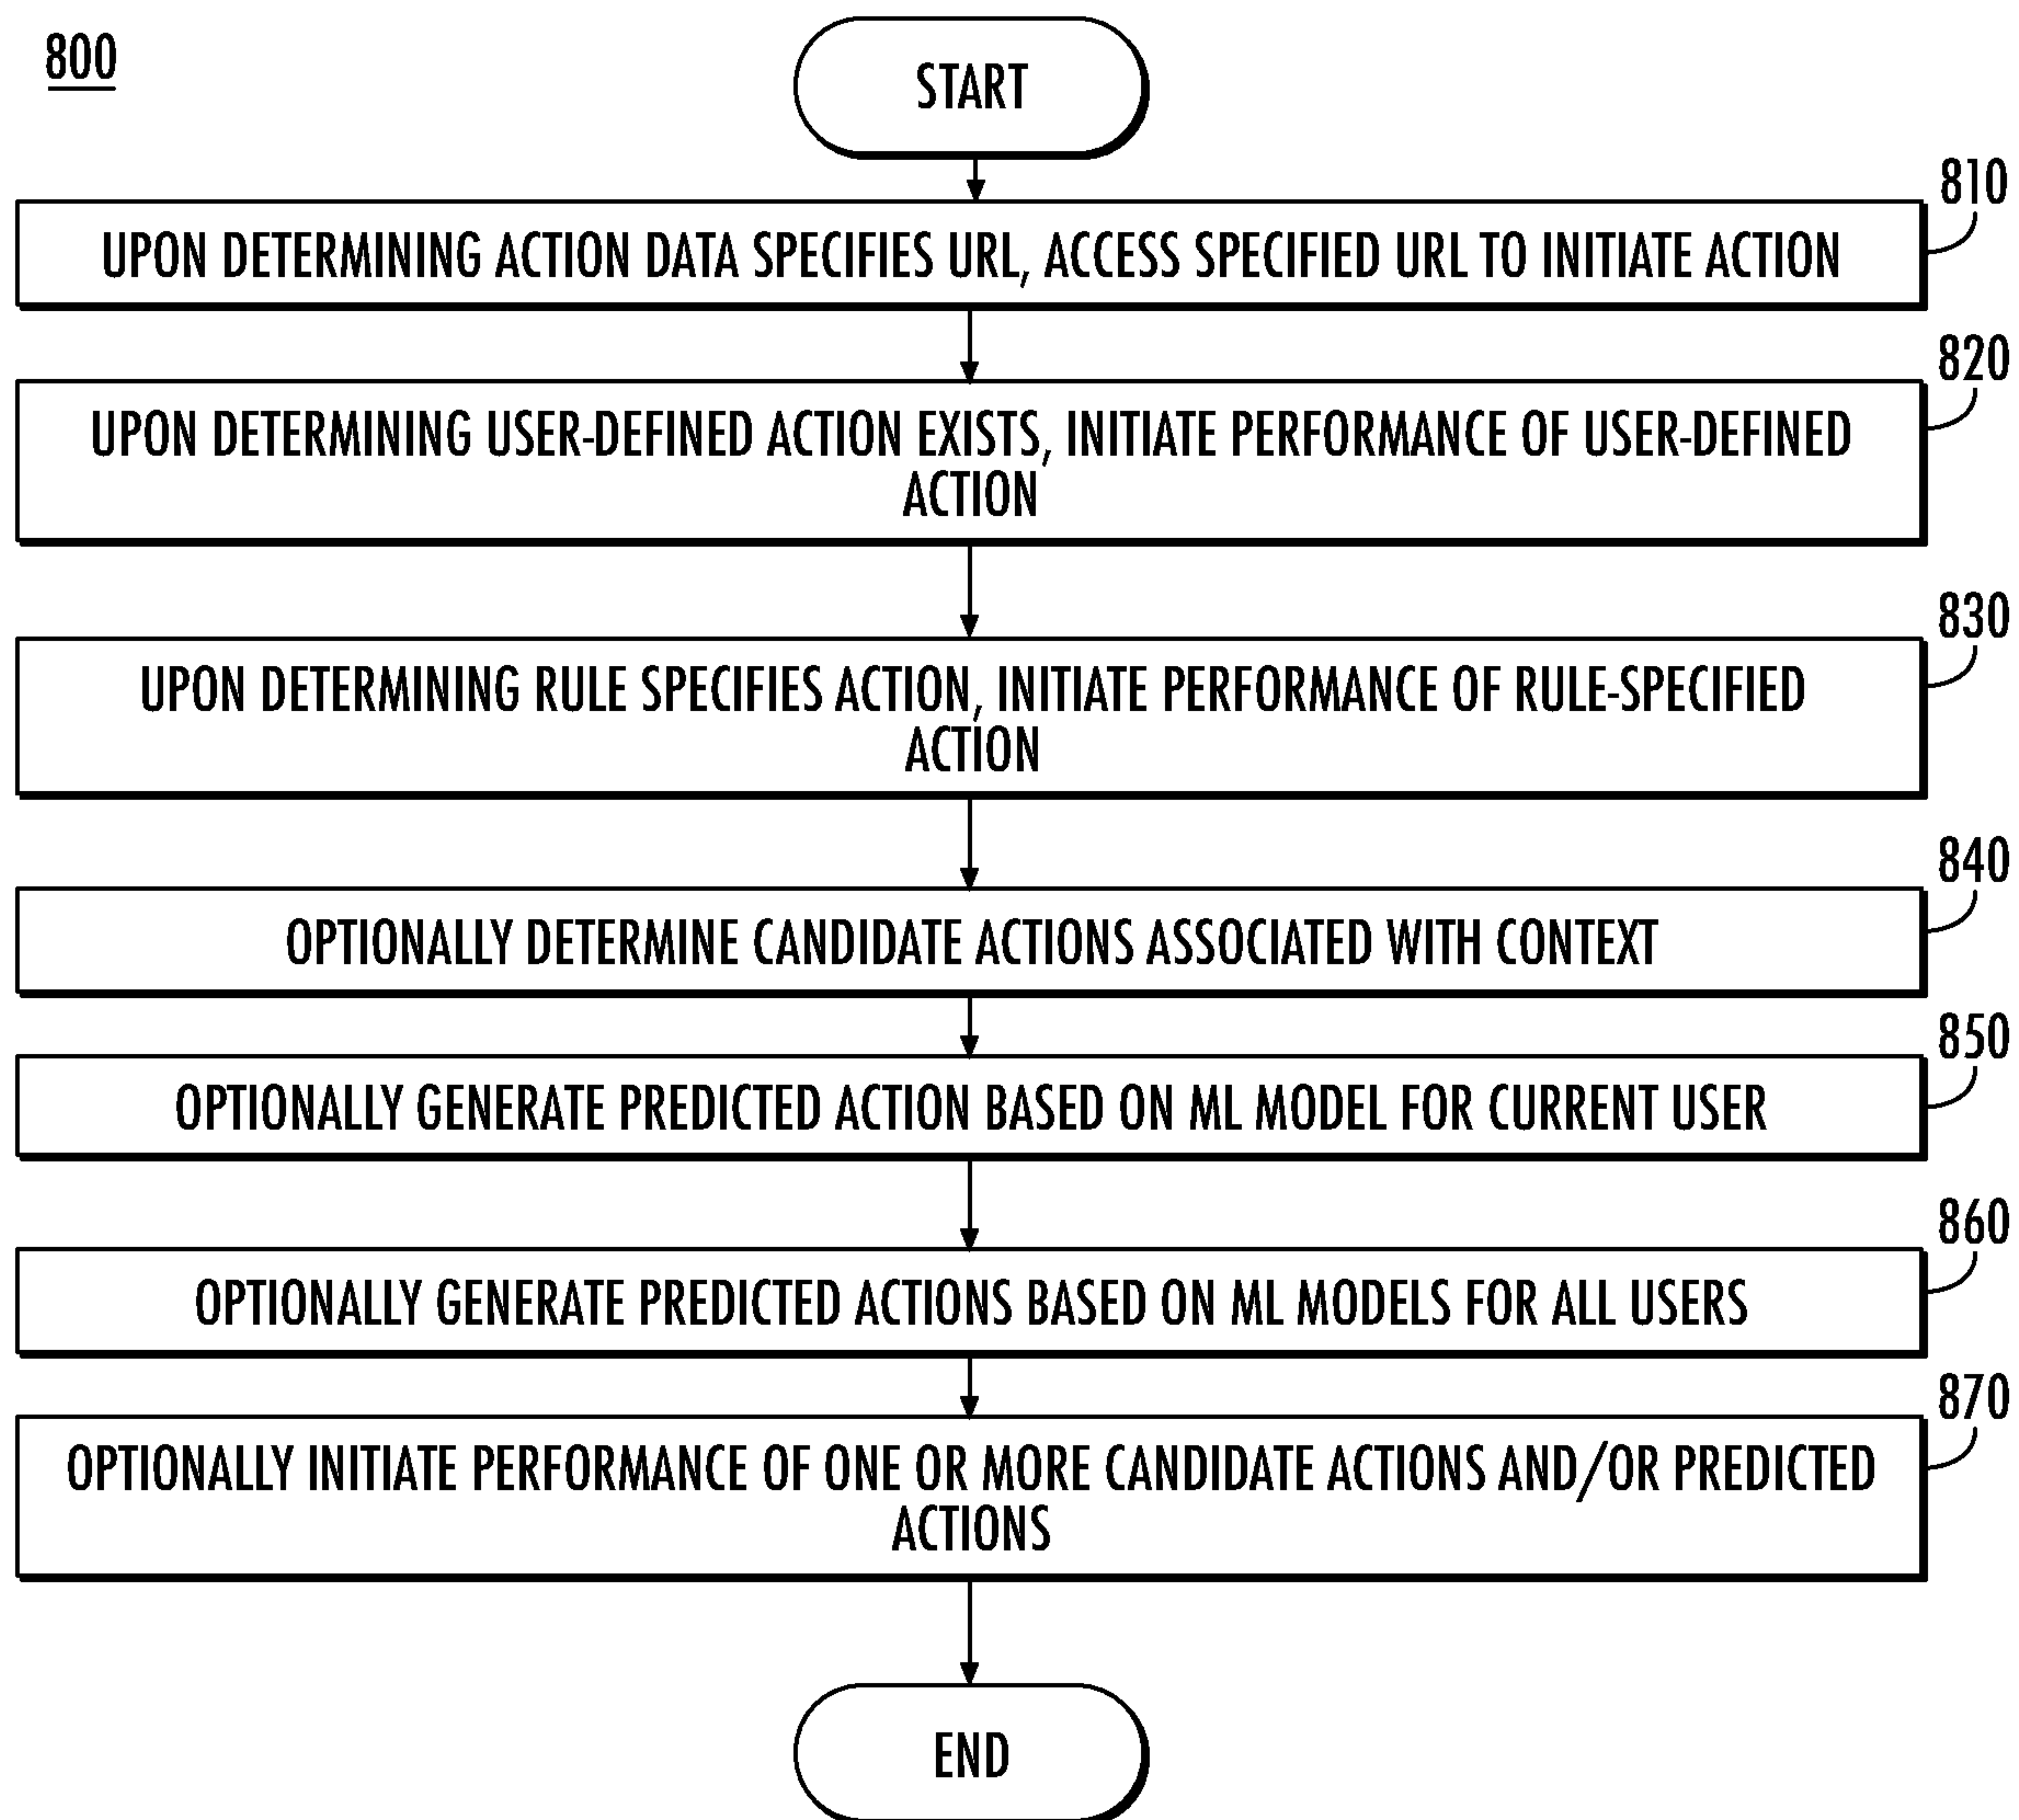 800
START
810
UPON DETERMINING ACTION DATA SPECIFIES URL, ACCESS SPECIFIED URL TO INITIATE ACTION
820
UPON DETERMINING USER-DEFINED ACTION EXISTS, INITIATE PERFORMANCE OF USER-DEFINED
ACTION
830
UPON DETERMINING RULE SPECIFIES ACTION, INITIATE PERFORMANCE OF RULE-SPECIFIED
ACTION
840
OPTIONALLY DETERMINE CANDIDATE ACTIONS ASSOCIATED WITH CONTEXT
850
OPTIONALLY GENERATE PREDICTED ACTION BASED ON ML MODEL FOR CURRENT USER
860
OPTIONALLY GENERATE PREDICTED ACTIONS BASED ON ML MODELS FOR ALL USERS
870
OPTIONALLY INITIATE PERFORMANCE OF ONE OR MORE CANDIDATE ACTIONS AND/OR PREDICTED
ACTIONS
END